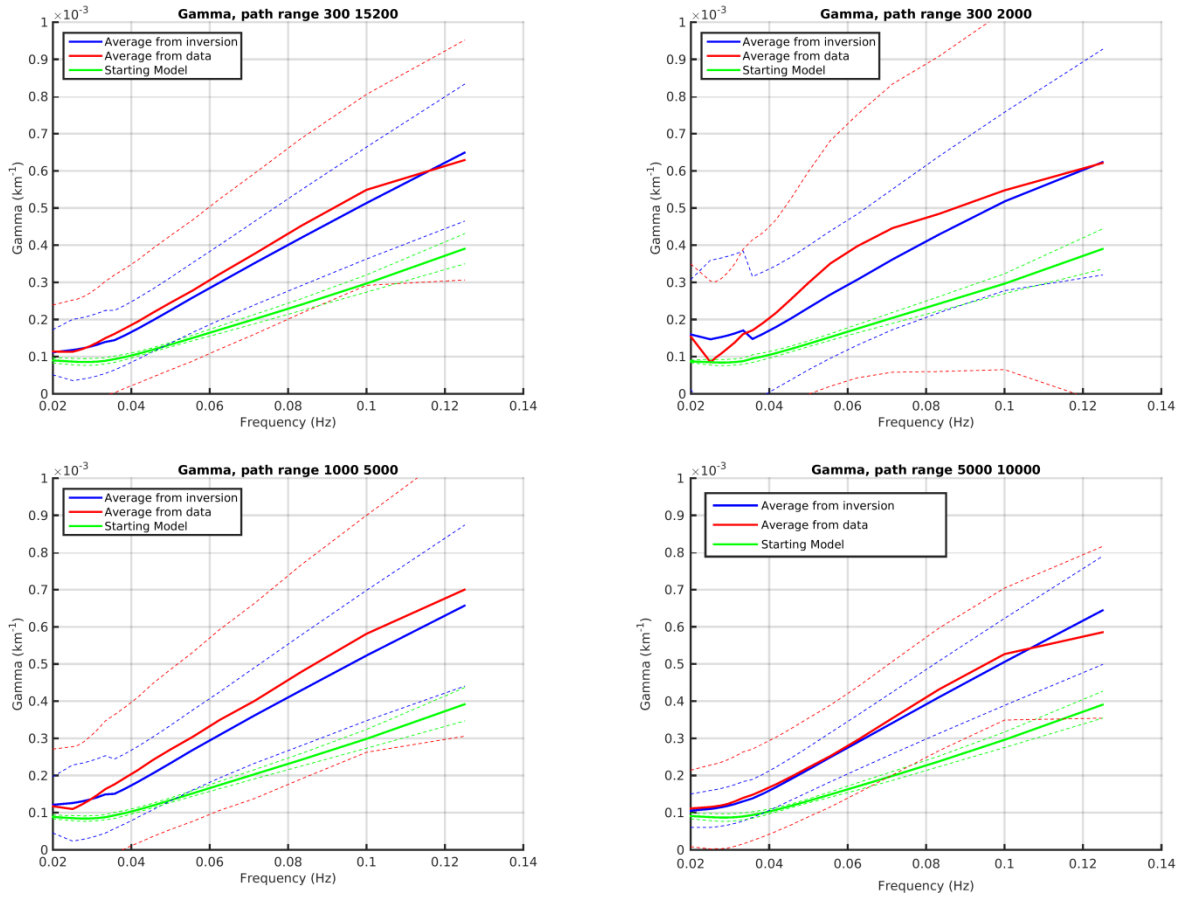 Gamma, path range 300 15200
×10⁻³
1
0.9
0.8
0.7
0.6
0.5
0.4
0.3
0.2
0.1
0
Gamma (km⁻¹)
Average from inversion
Average from data
Starting Model
0.02 0.04 0.06 0.08 0.1 0.12 0.14
Frequency (Hz)
Gamma, path range 300 2000
×10⁻³
1
0.9
0.8
0.7
0.6
0.5
0.4
0.3
0.2
0.1
0
Gamma (km⁻¹)
Average from inversion
Average from data
Starting Model
0.02 0.04 0.06 0.08 0.1 0.12 0.14
Frequency (Hz)
Gamma, path range 1000 5000
×10⁻³
1
0.9
0.8
0.7
0.6
0.5
0.4
0.3
0.2
0.1
0
Gamma (km⁻¹)
Average from inversion
Average from data
Starting Model
0.02 0.04 0.06 0.08 0.1 0.12 0.14
Frequency (Hz)
Gamma, path range 5000 10000
×10⁻³
1
0.9
0.8
0.7
0.6
0.5
0.4
0.3
0.2
0.1
0
Gamma (km⁻¹)
Average from inversion
Average from data
Starting Model
0.02 0.04 0.06 0.08 0.1 0.12 0.14
Frequency (Hz)